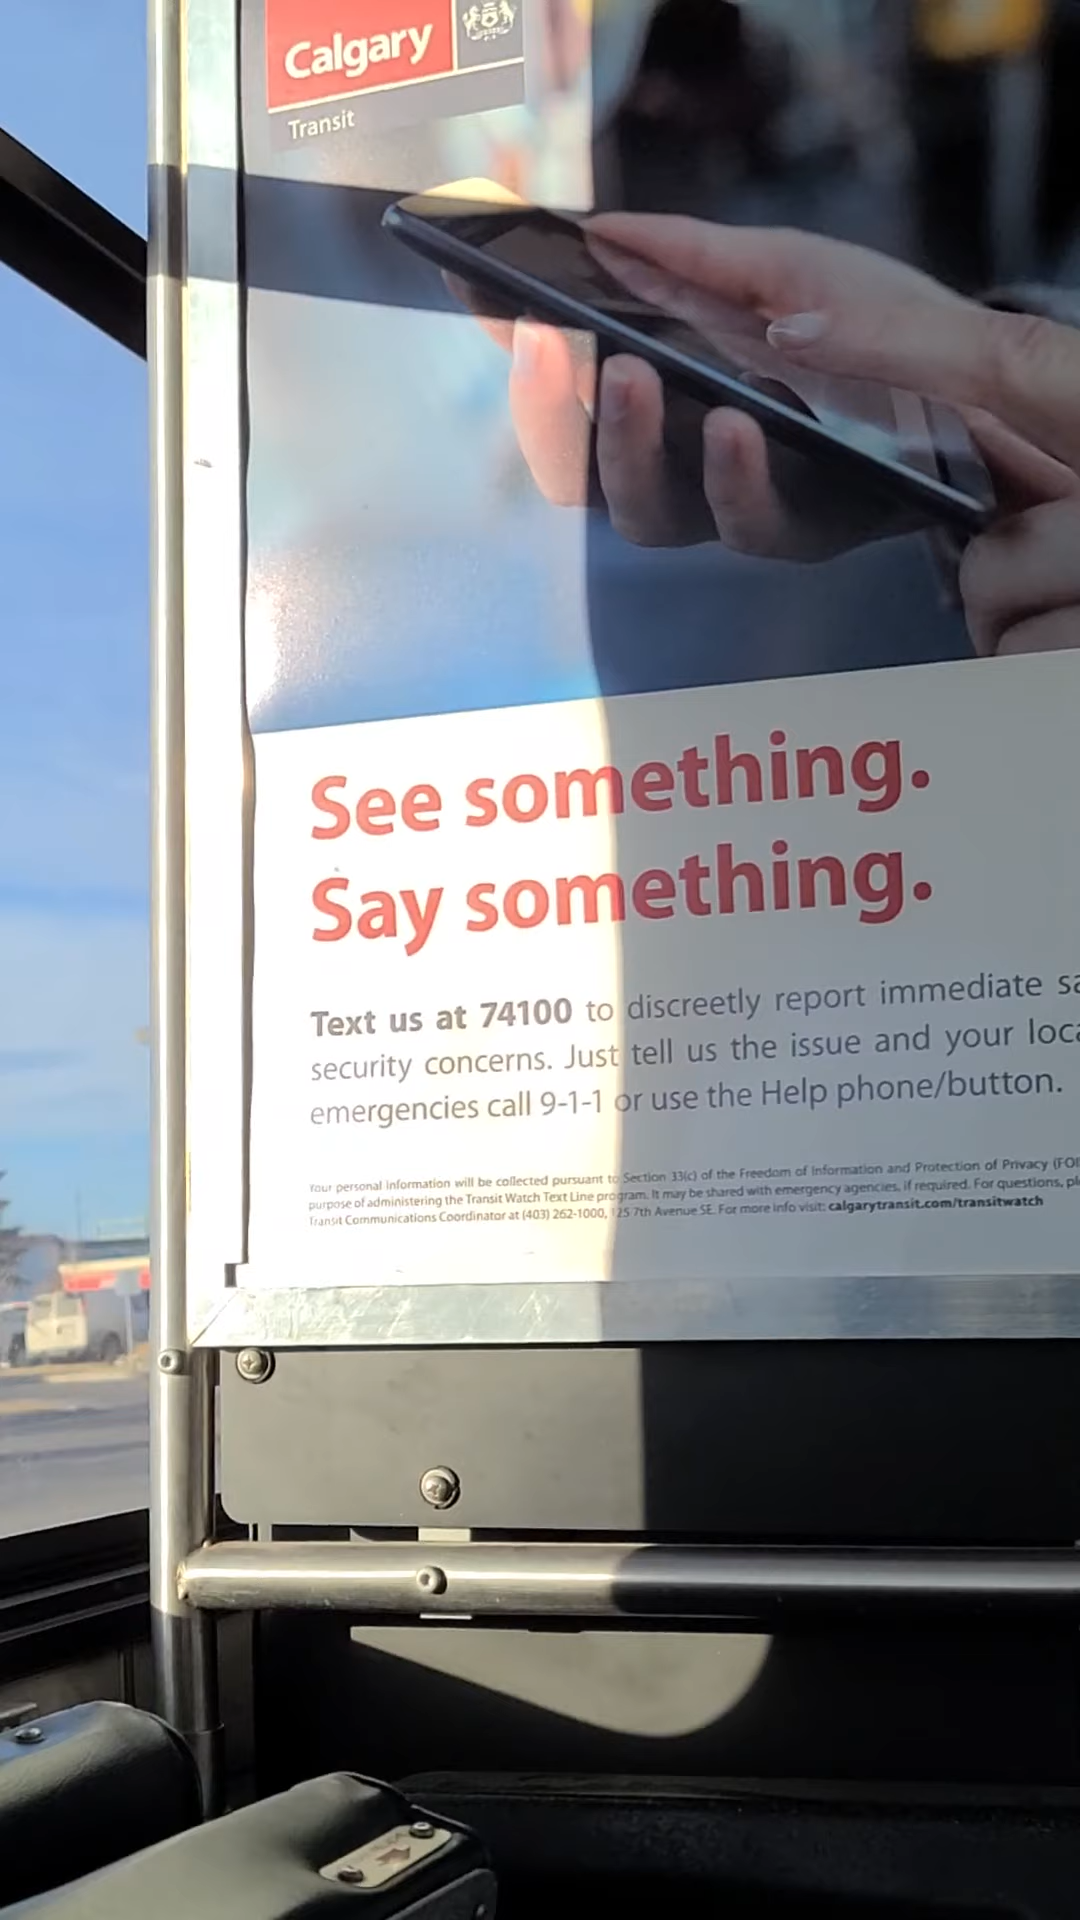 Calgary
Transit
See something.
Say something.
Text us at 74100 to discreetly report immediate
security concerns. Just tell us the issue and your
emergencies call 9-1-1 or use the Help phone/button.
Your personal information will be collected pursuant to Section 33(c) of the Freedom of Information and Protection of Privacy
purpose of administering the Transit Watch Text Line program. It may be shared with emergency agencies, if required. For questions,
Transit Communications Coordinator at (403) 262-1000, 125 7th Avenue SE. For more info visit: calgarytransit.com/transitwatch